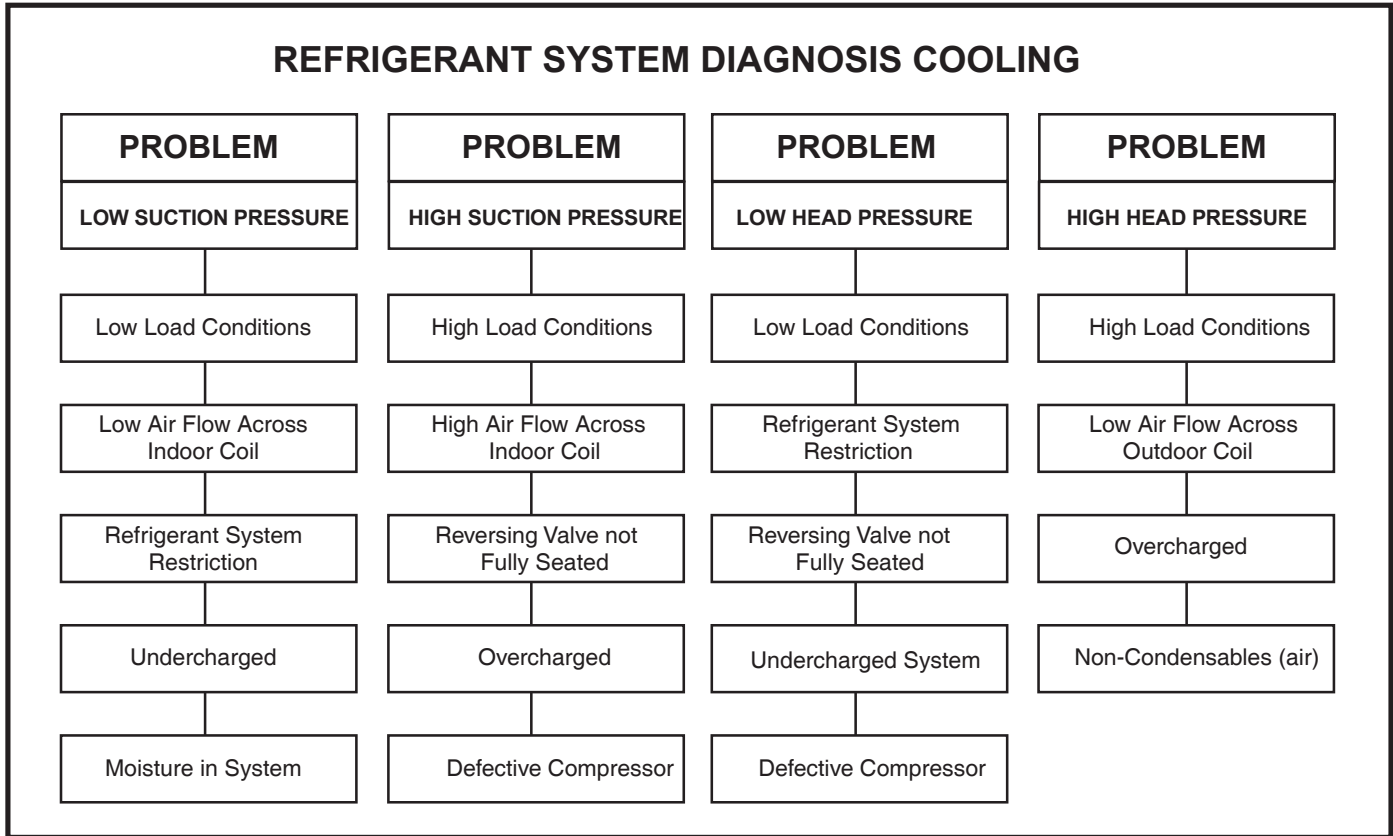 REFRIGERANT SYSTEM DIAGNOSIS COOLING
PROBLEM
LOW SUCTION PRESSURE
Low Load Conditions
Low Air Flow Across
Indoor Coil
Refrigerant System
Restriction
Undercharged
Moisture in System
PROBLEM
HIGH SUCTION PRESSURE
High Load Conditions
High Air Flow Across
Indoor Coil
Reversing Valve not
Fully Seated
Overcharged
Defective Compressor
PROBLEM
LOW HEAD PRESSURE
Low Load Conditions
Refrigerant System
Restriction
Reversing Valve not
Fully Seated
Undercharged System
Defective Compressor
PROBLEM
HIGH HEAD PRESSURE
High Load Conditions
Low Air Flow Across
Outdoor Coil
Overcharged
Non-Condensables (air)